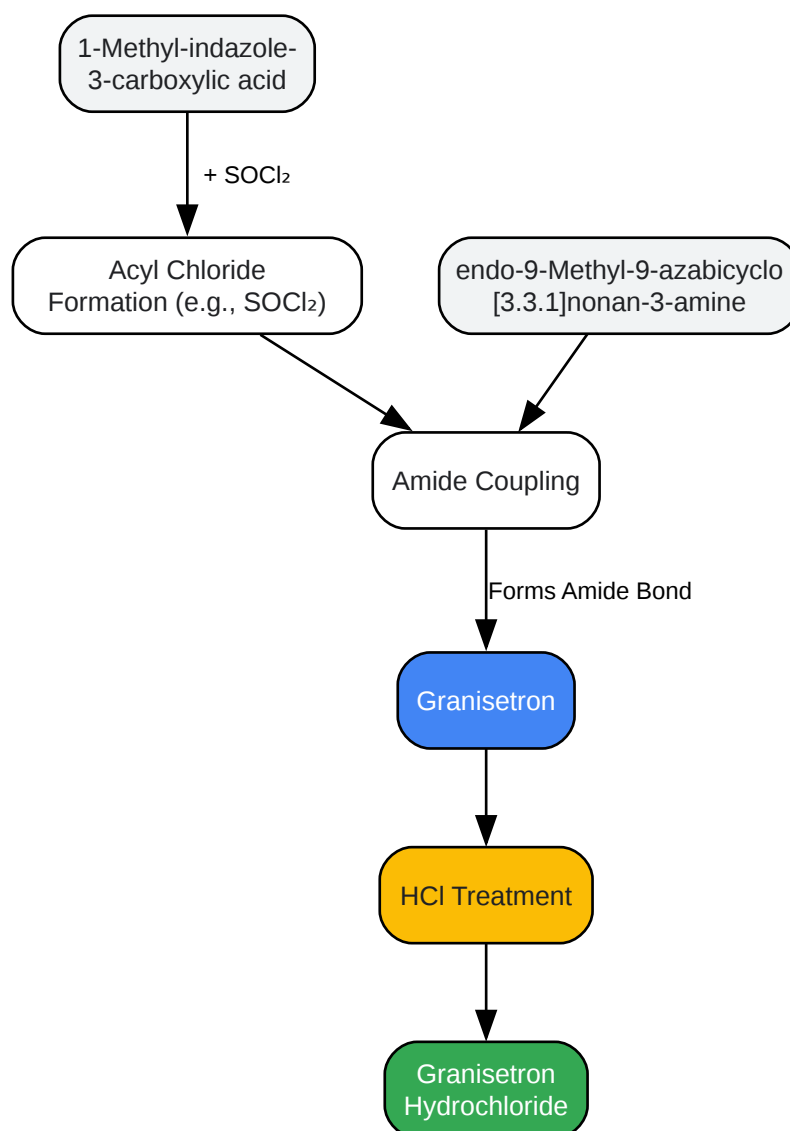 1-Methyl-indazole-
3-carboxylic acid
+ SOCl₂
Acyl Chloride
Formation (e.g., SOCl₂)
endo-9-Methyl-9-azabicyclo
[3.3.1]nonan-3-amine
Amide Coupling
Forms Amide Bond
Granisetron
HCl Treatment
Granisetron
Hydrochloride